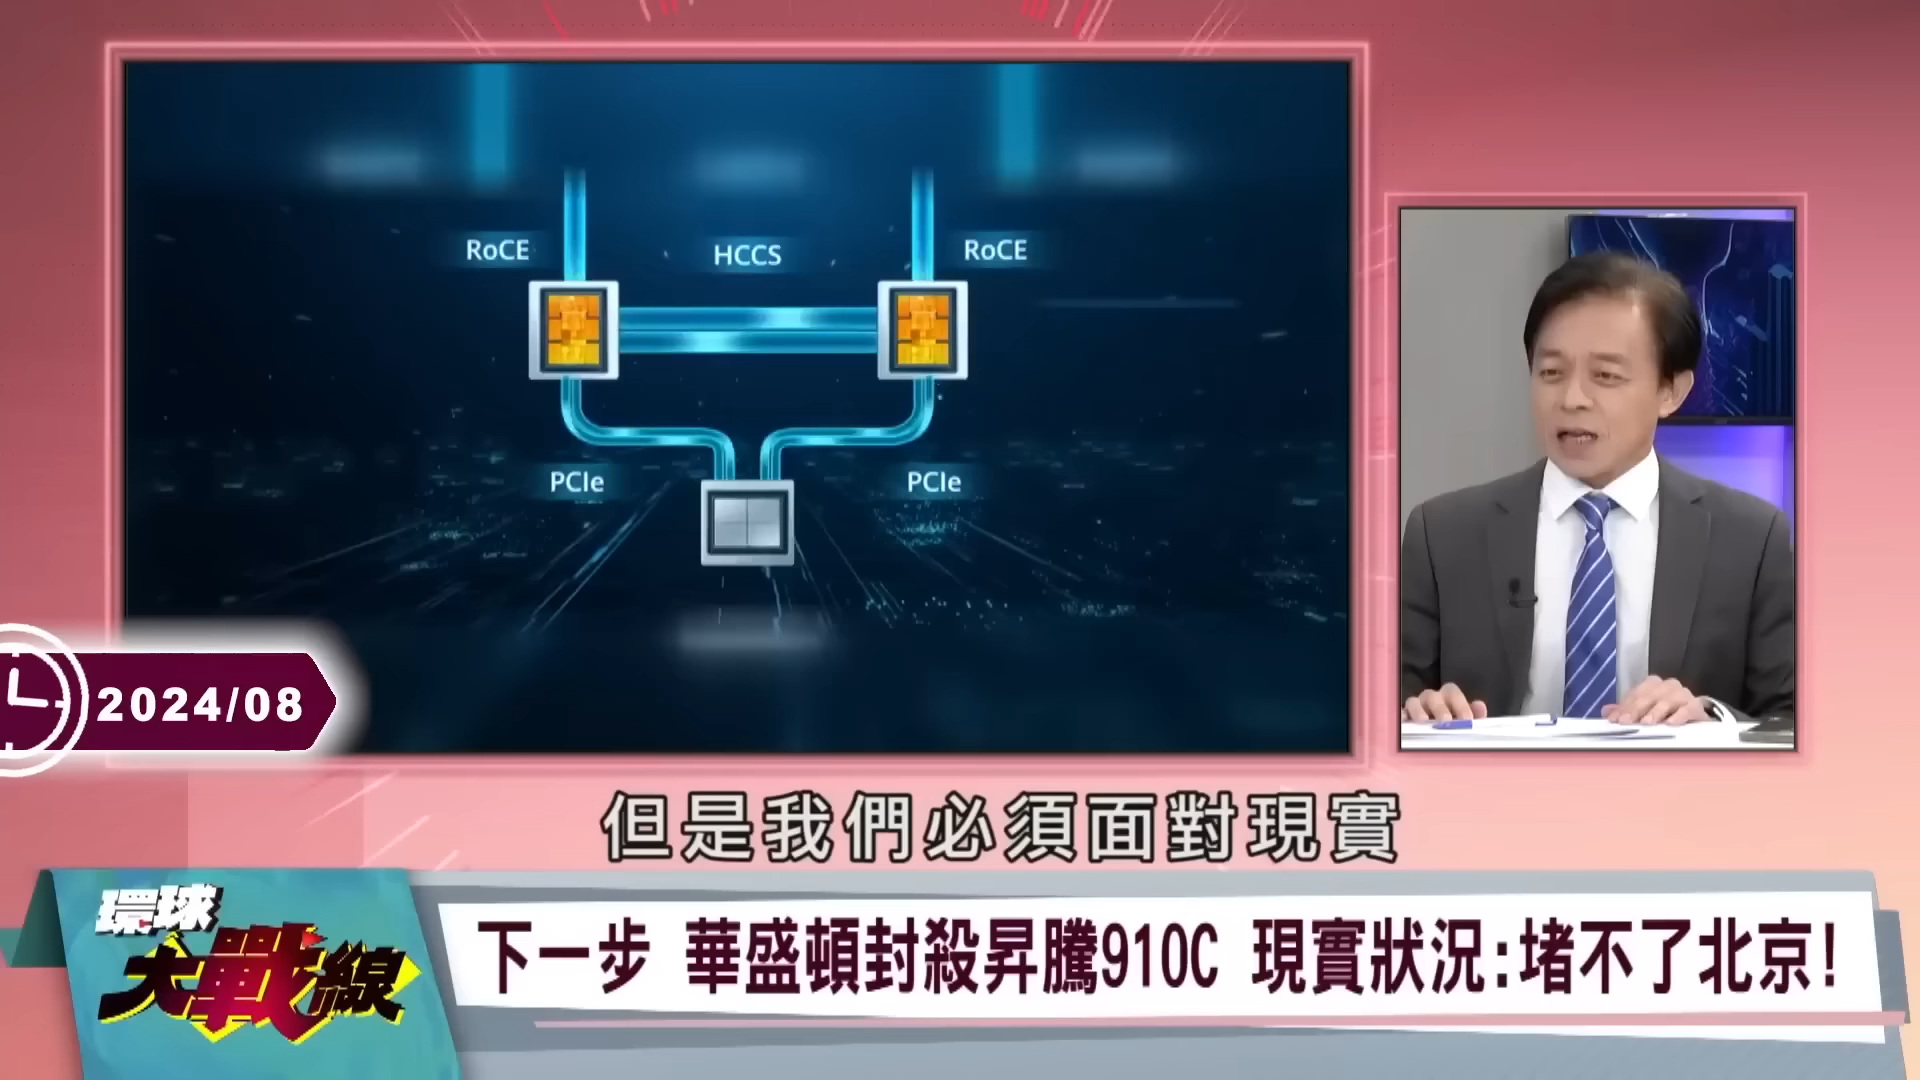 RoCE HCCS RoCE
PCIe PCIe
2024/08
但是我們必須面對現實
環球
大戰線
下一步 華盛頓封殺昇騰910C 現實狀況:堵不了北京!